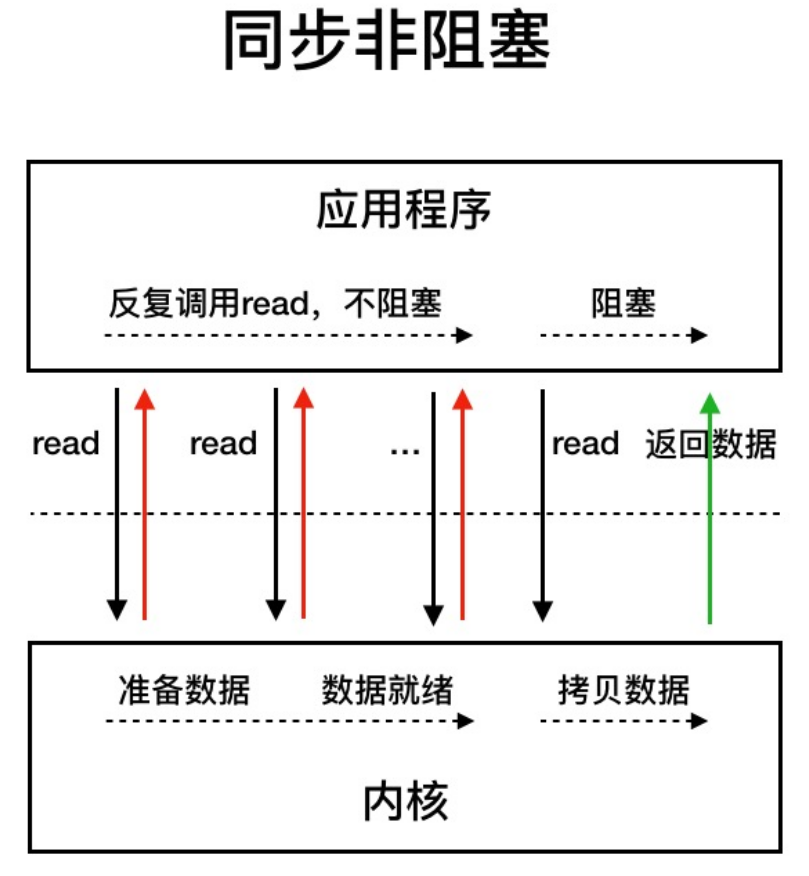 同步非阻塞
应用程序
反复调用read，不阻塞
阻塞
read
read
...
read
返回数据
准备数据
数据就绪
拷贝数据
内核